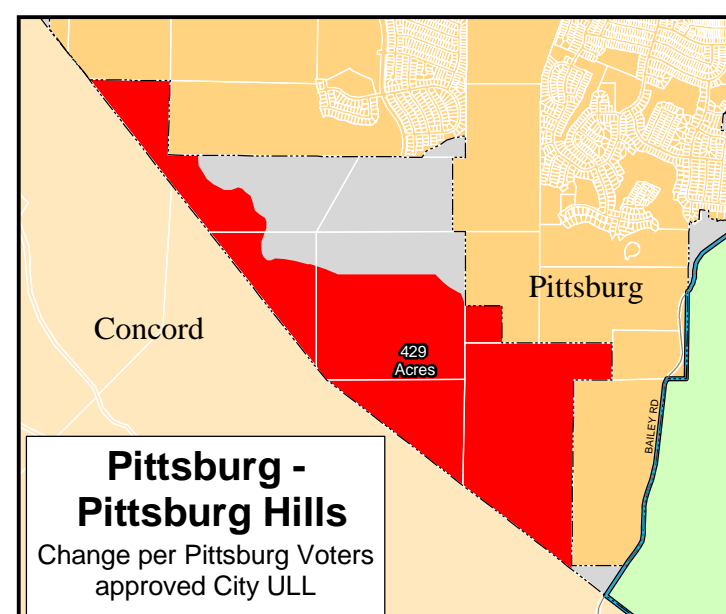 Pittsburg
Concord
429
Acres
BAILEY RD
Pittsburg -
Pittsburg Hills
Change per Pittsburg Voters
approved City ULL